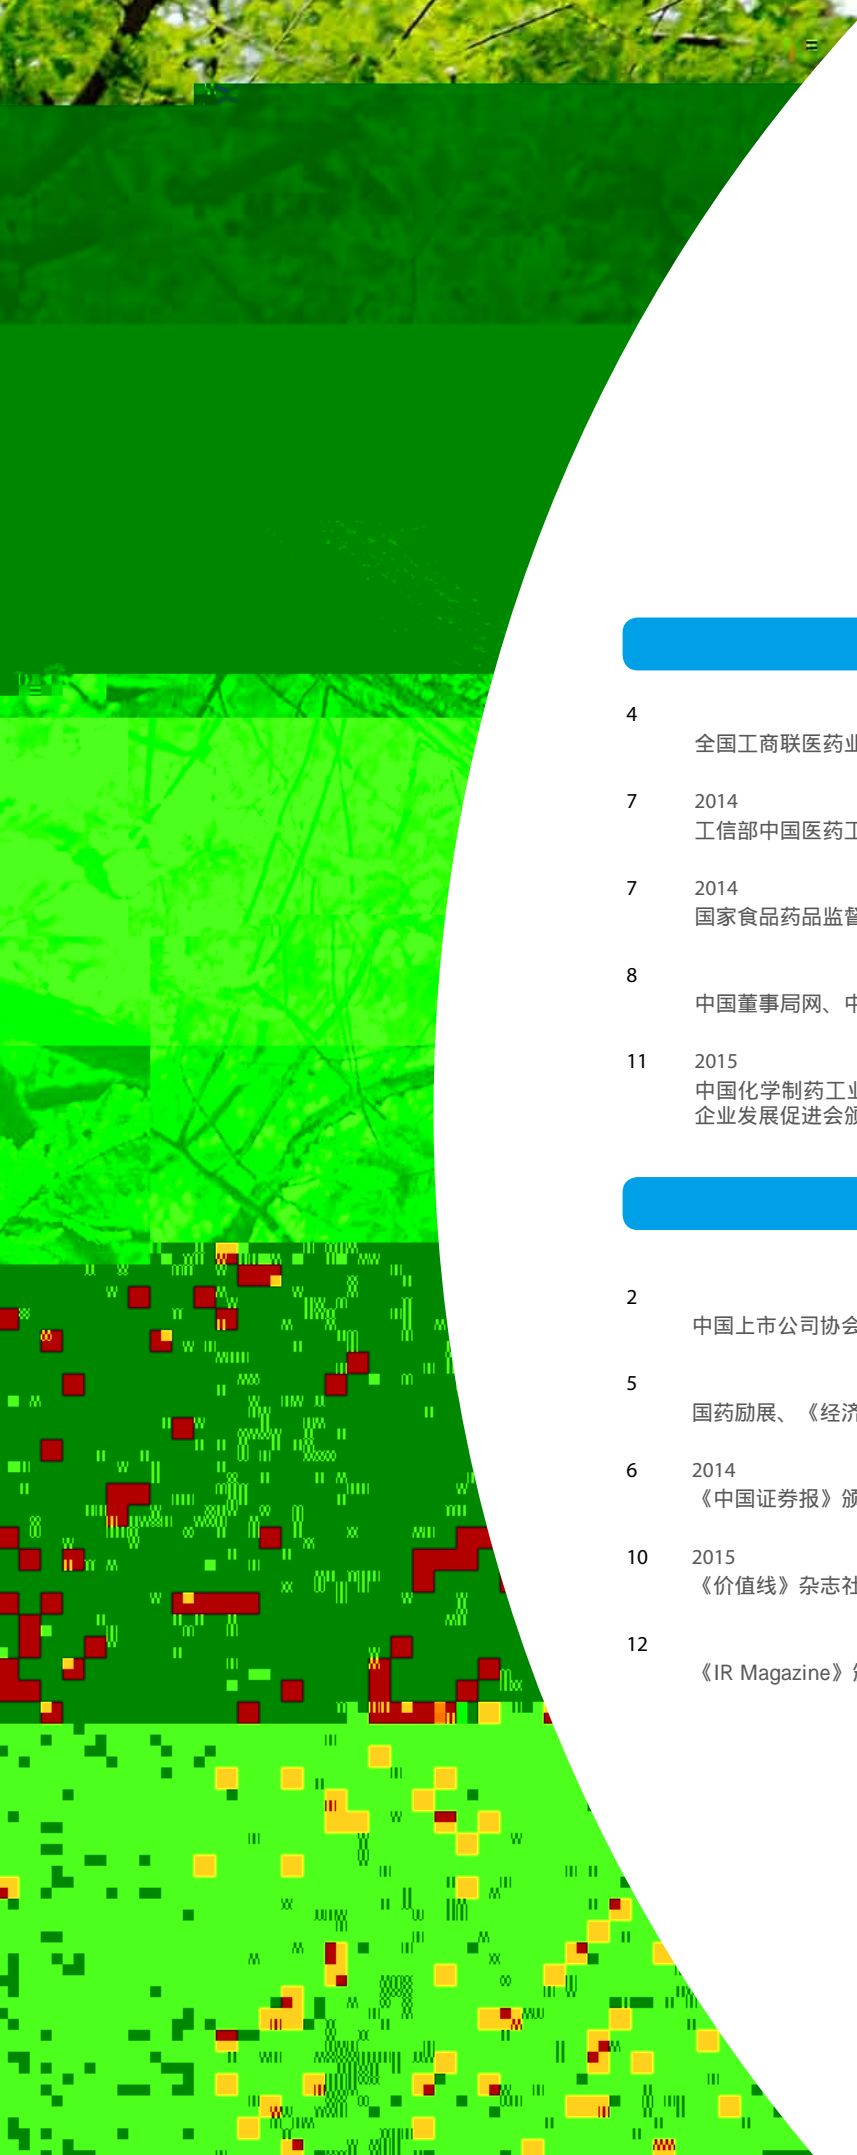 4
全国工商联医药业
7 2014
工信部中国医药工
7 2014
国家食品药品监督
8
中国董事局网、中
11 2015
中国化学制药工业
企业发展促进会颁
2
中国上市公司协会
5
国药励展、《经济
6 2014
《中国证券报》颁
10 2015
《价值线》杂志社
12
《IR Magazine》